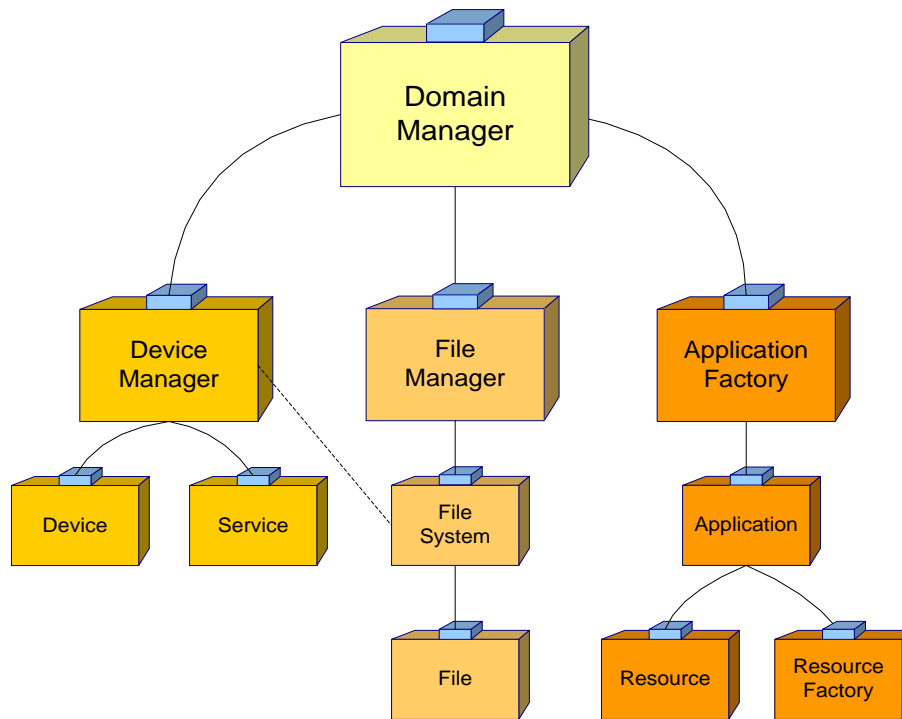 Domain
Manager
Device
Manager
File
Manager
Application
Factory
Device
Service
File
System
Application
File
Resource
Resource
Factory